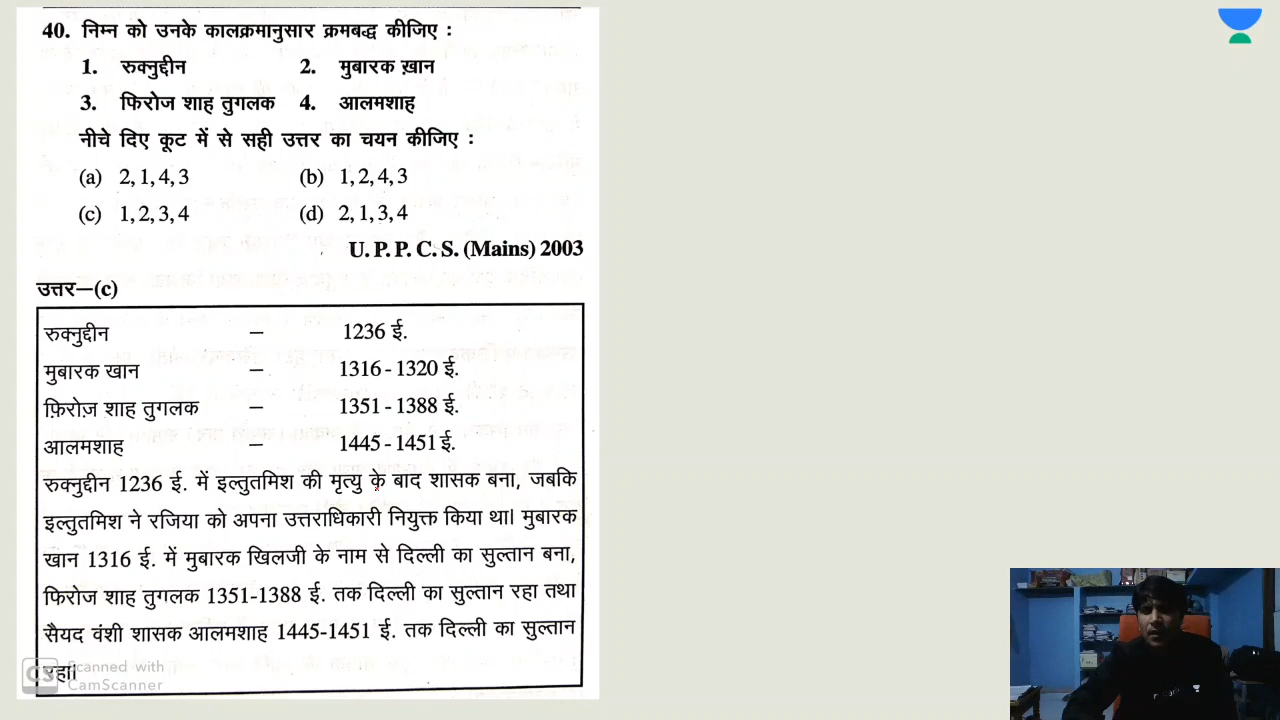 40. निम्न को उनके कालक्रमानुसार क्रमबद्ध कीजिए :
1. रुक्नुद्दीन 2. मुबारक ख़ान
3. फिरोज शाह तुगलक 4. आलमशाह
नीचे दिए कूट में से सही उत्तर का चयन कीजिए :
(a) 2, 1, 4, 3 (b) 1, 2, 4, 3
(c) 1, 2, 3, 4 (d) 2, 1, 3, 4
U. P. P. C. S. (Mains) 2003
उत्तर—(c)
रुक्नुद्दीन – 1236 ई.
मुबारक खान – 1316 - 1320 ई.
फ़िरोज़ शाह तुगलक – 1351 - 1388 ई.
आलमशाह – 1445 - 1451 ई.
रुक्नुद्दीन 1236 ई. में इल्तुतमिश की मृत्यु के बाद शासक बना, जबकि
इल्तुतमिश ने रजिया को अपना उत्तराधिकारी नियुक्त किया था। मुबारक
खान 1316 ई. में मुबारक खिलजी के नाम से दिल्ली का सुल्तान बना,
फिरोज शाह तुगलक 1351-1388 ई. तक दिल्ली का सुल्तान रहा तथा
सैयद वंशी शासक आलमशाह 1445-1451 ई. तक दिल्ली का सुल्तान
रहा।
CS Scanned with
CamScanner